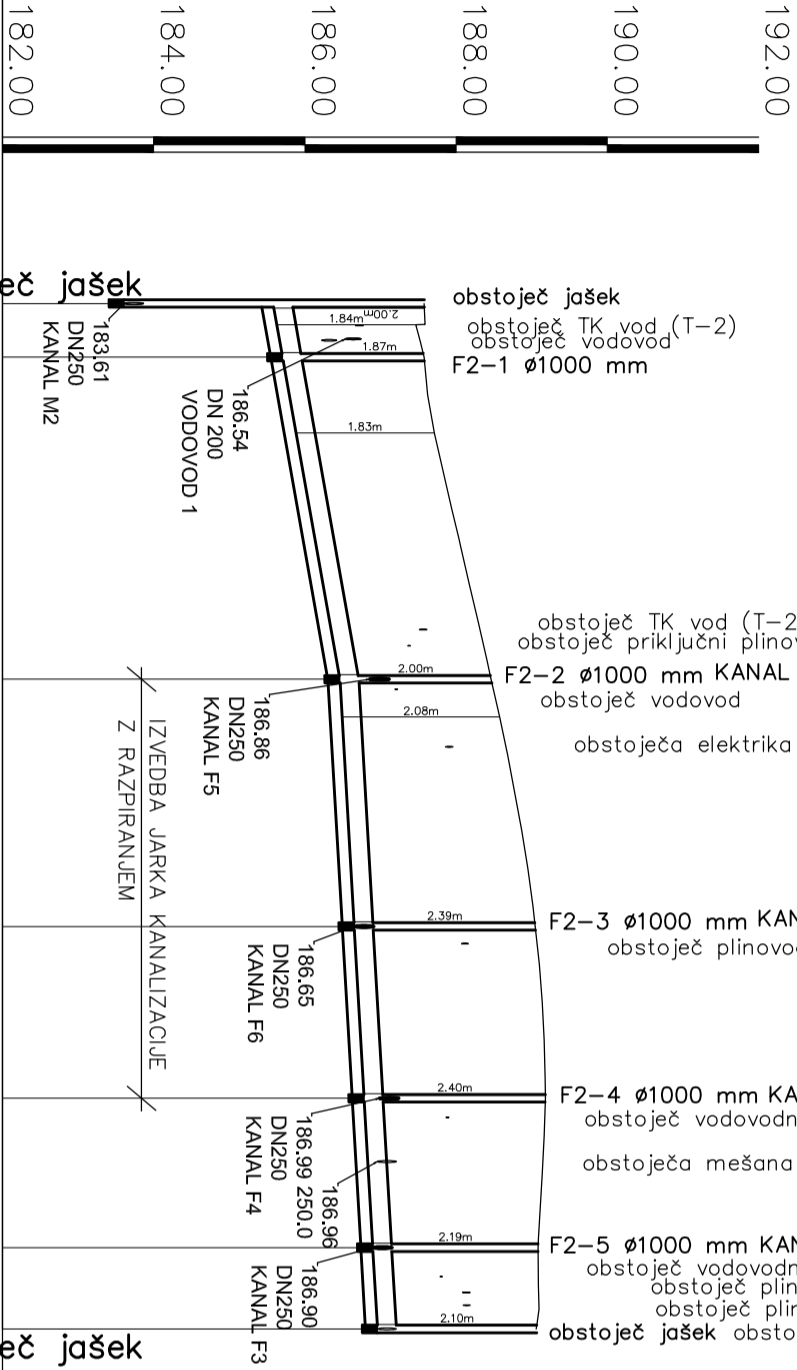 192.00
190.00
188.00
186.00
184.00
182.00
obstoječ jašek
eč jašek
183.61
DN250
KANAL M2
2.00m
1.84m
obstoječ TK vod (T-2)
obstoječ vodovod
1.87m
F2-1 ø1000 mm
186.54
DN 200
VODOVOD 1
1.83m
obstoječ TK vod (T-2
obstoječ priključni plinov
2.00m
F2-2 ø1000 mm KANAL
obstoječ vodovod
186.86
DN250
KANAL F5
2.08m
obstoječa elektrika
IZVEDBA JARKA KANALIZACIJE
Z RAZPIRANJEM
2.39m
F2-3 ø1000 mm KAN
obstoječ plinovo
186.65
DN250
KANAL F6
2.40m
F2-4 ø1000 mm KA
obstoječ vodovodn
186.99
DN250
KANAL F4
obstoječa mešana
186.96
250.0
2.19m
F2-5 ø1000 mm KAN
obstoječ vodovodn
obstoječ plin
obstoječ plin
186.90
DN250
KANAL F3
2.10m
obstoječ jašek obsto
eč jašek